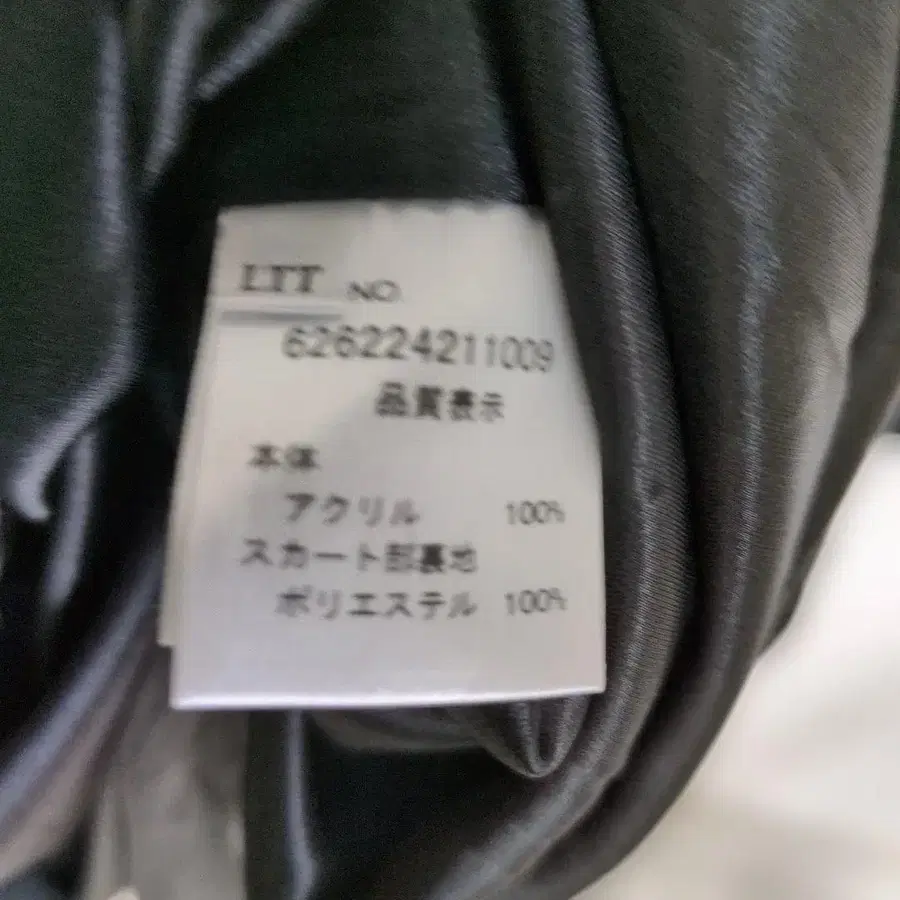 LTT NO
626224211009
品質表示
本体
アクリル 100%
スカート部裏地
ポリエステル 100%